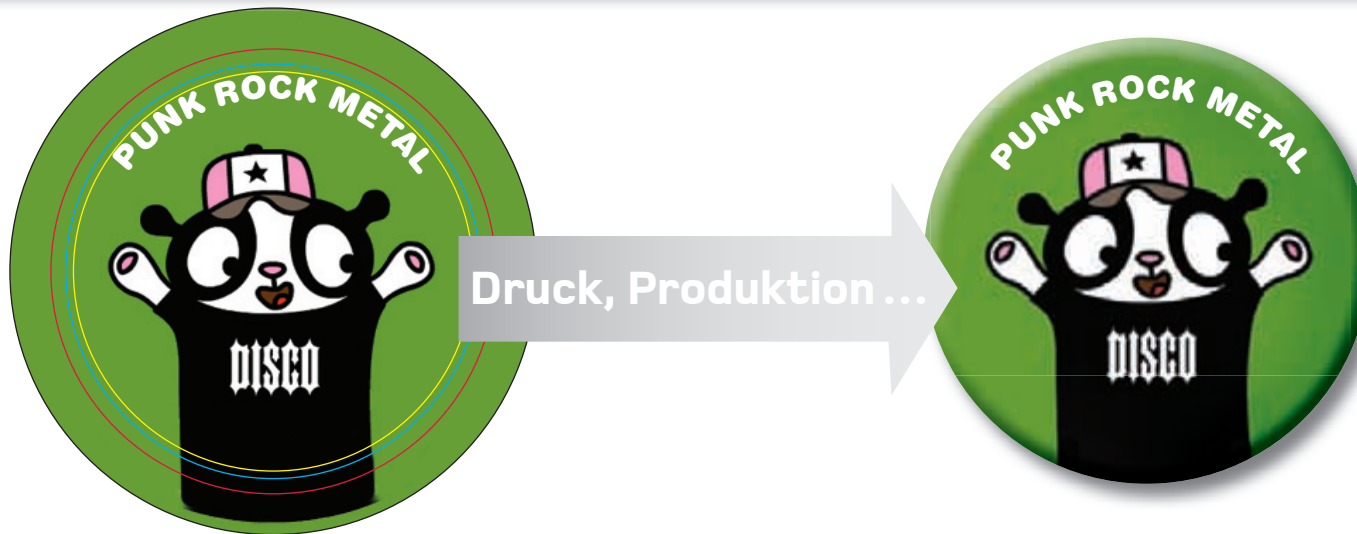 PUNK ROCK METAL
DISCO
Druck, Produktion ...
PUNK ROCK METAL
DISCO